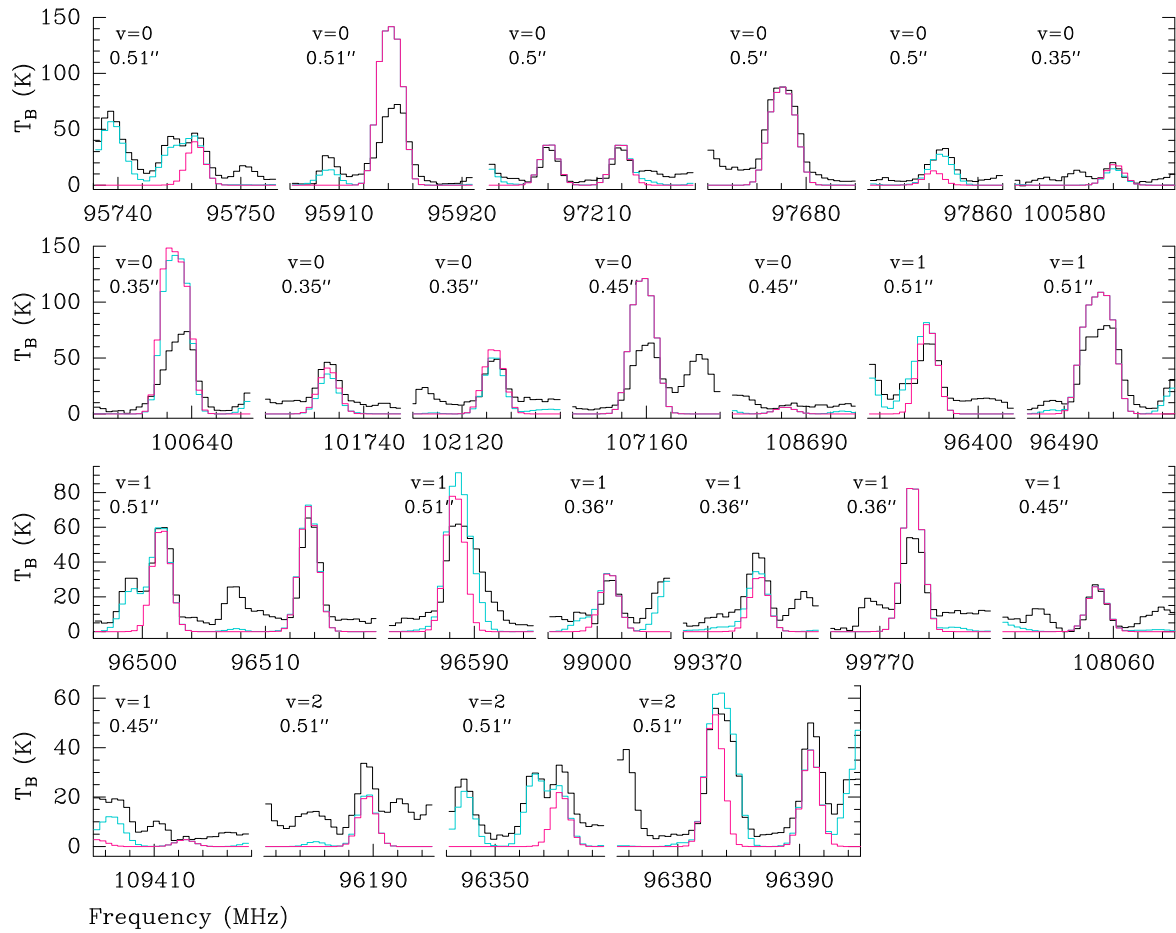 150
100
50
0
T_B (K)
v=0
0.51″
v=0
0.51″
v=0
0.5″
v=0
0.5″
v=0
0.5″
v=0
0.35″
95740
95750
95910
95920
97210
97680
97860
100580
150
100
50
0
T_B (K)
v=0
0.35″
v=0
0.35″
v=0
0.35″
v=0
0.45″
v=0
0.45″
v=1
0.51″
v=1
0.51″
100640
101740
102120
107160
108690
96400
96490
80
60
40
20
0
T_B (K)
v=1
0.51″
v=1
0.51″
v=1
0.36″
v=1
0.36″
v=1
0.36″
v=1
0.45″
96500
96510
96590
99000
99370
99770
108060
60
40
20
0
T_B (K)
v=1
0.45″
v=2
0.51″
v=2
0.51″
v=2
0.51″
109410
96190
96350
96380
96390
Frequency (MHz)